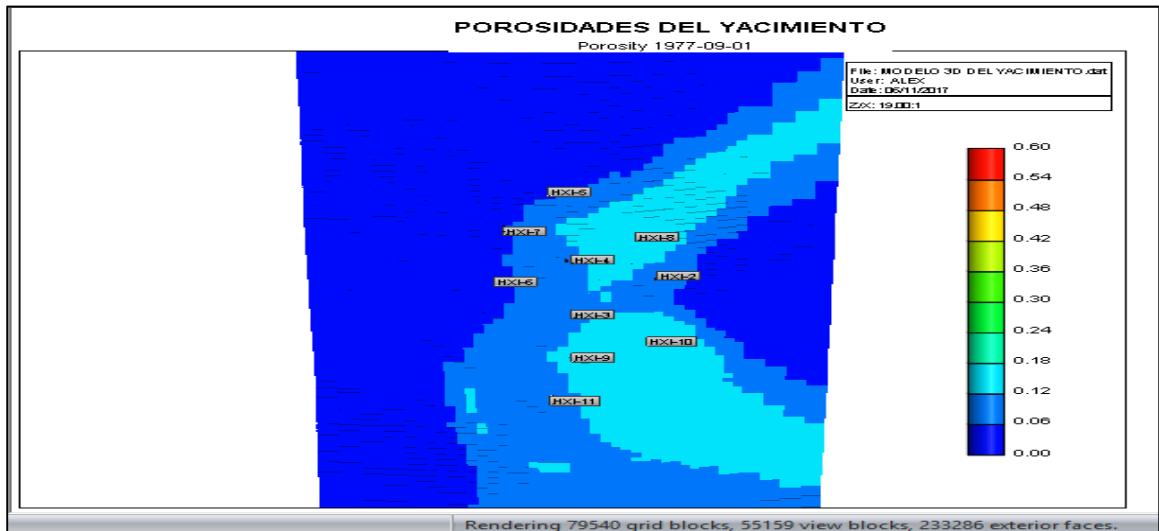 POROSIDADES DEL YACIMIENTO
Porosity 1977-09-01
File: MODELO 3D DEL YACIMIENTO.dat
User: ALEX
Date: 06/11/2017
Z/X: 19.00:1
0.60
0.54
0.48
0.42
0.36
0.30
0.24
0.18
0.12
0.06
0.00
HXI-5
HXI-7
HXI-8
HXI-4
HXI-2
HXI-6
HXI-3
HXI-10
HXI-9
HXI-11
Rendering 79540 grid blocks, 55159 view blocks, 233286 exterior faces.